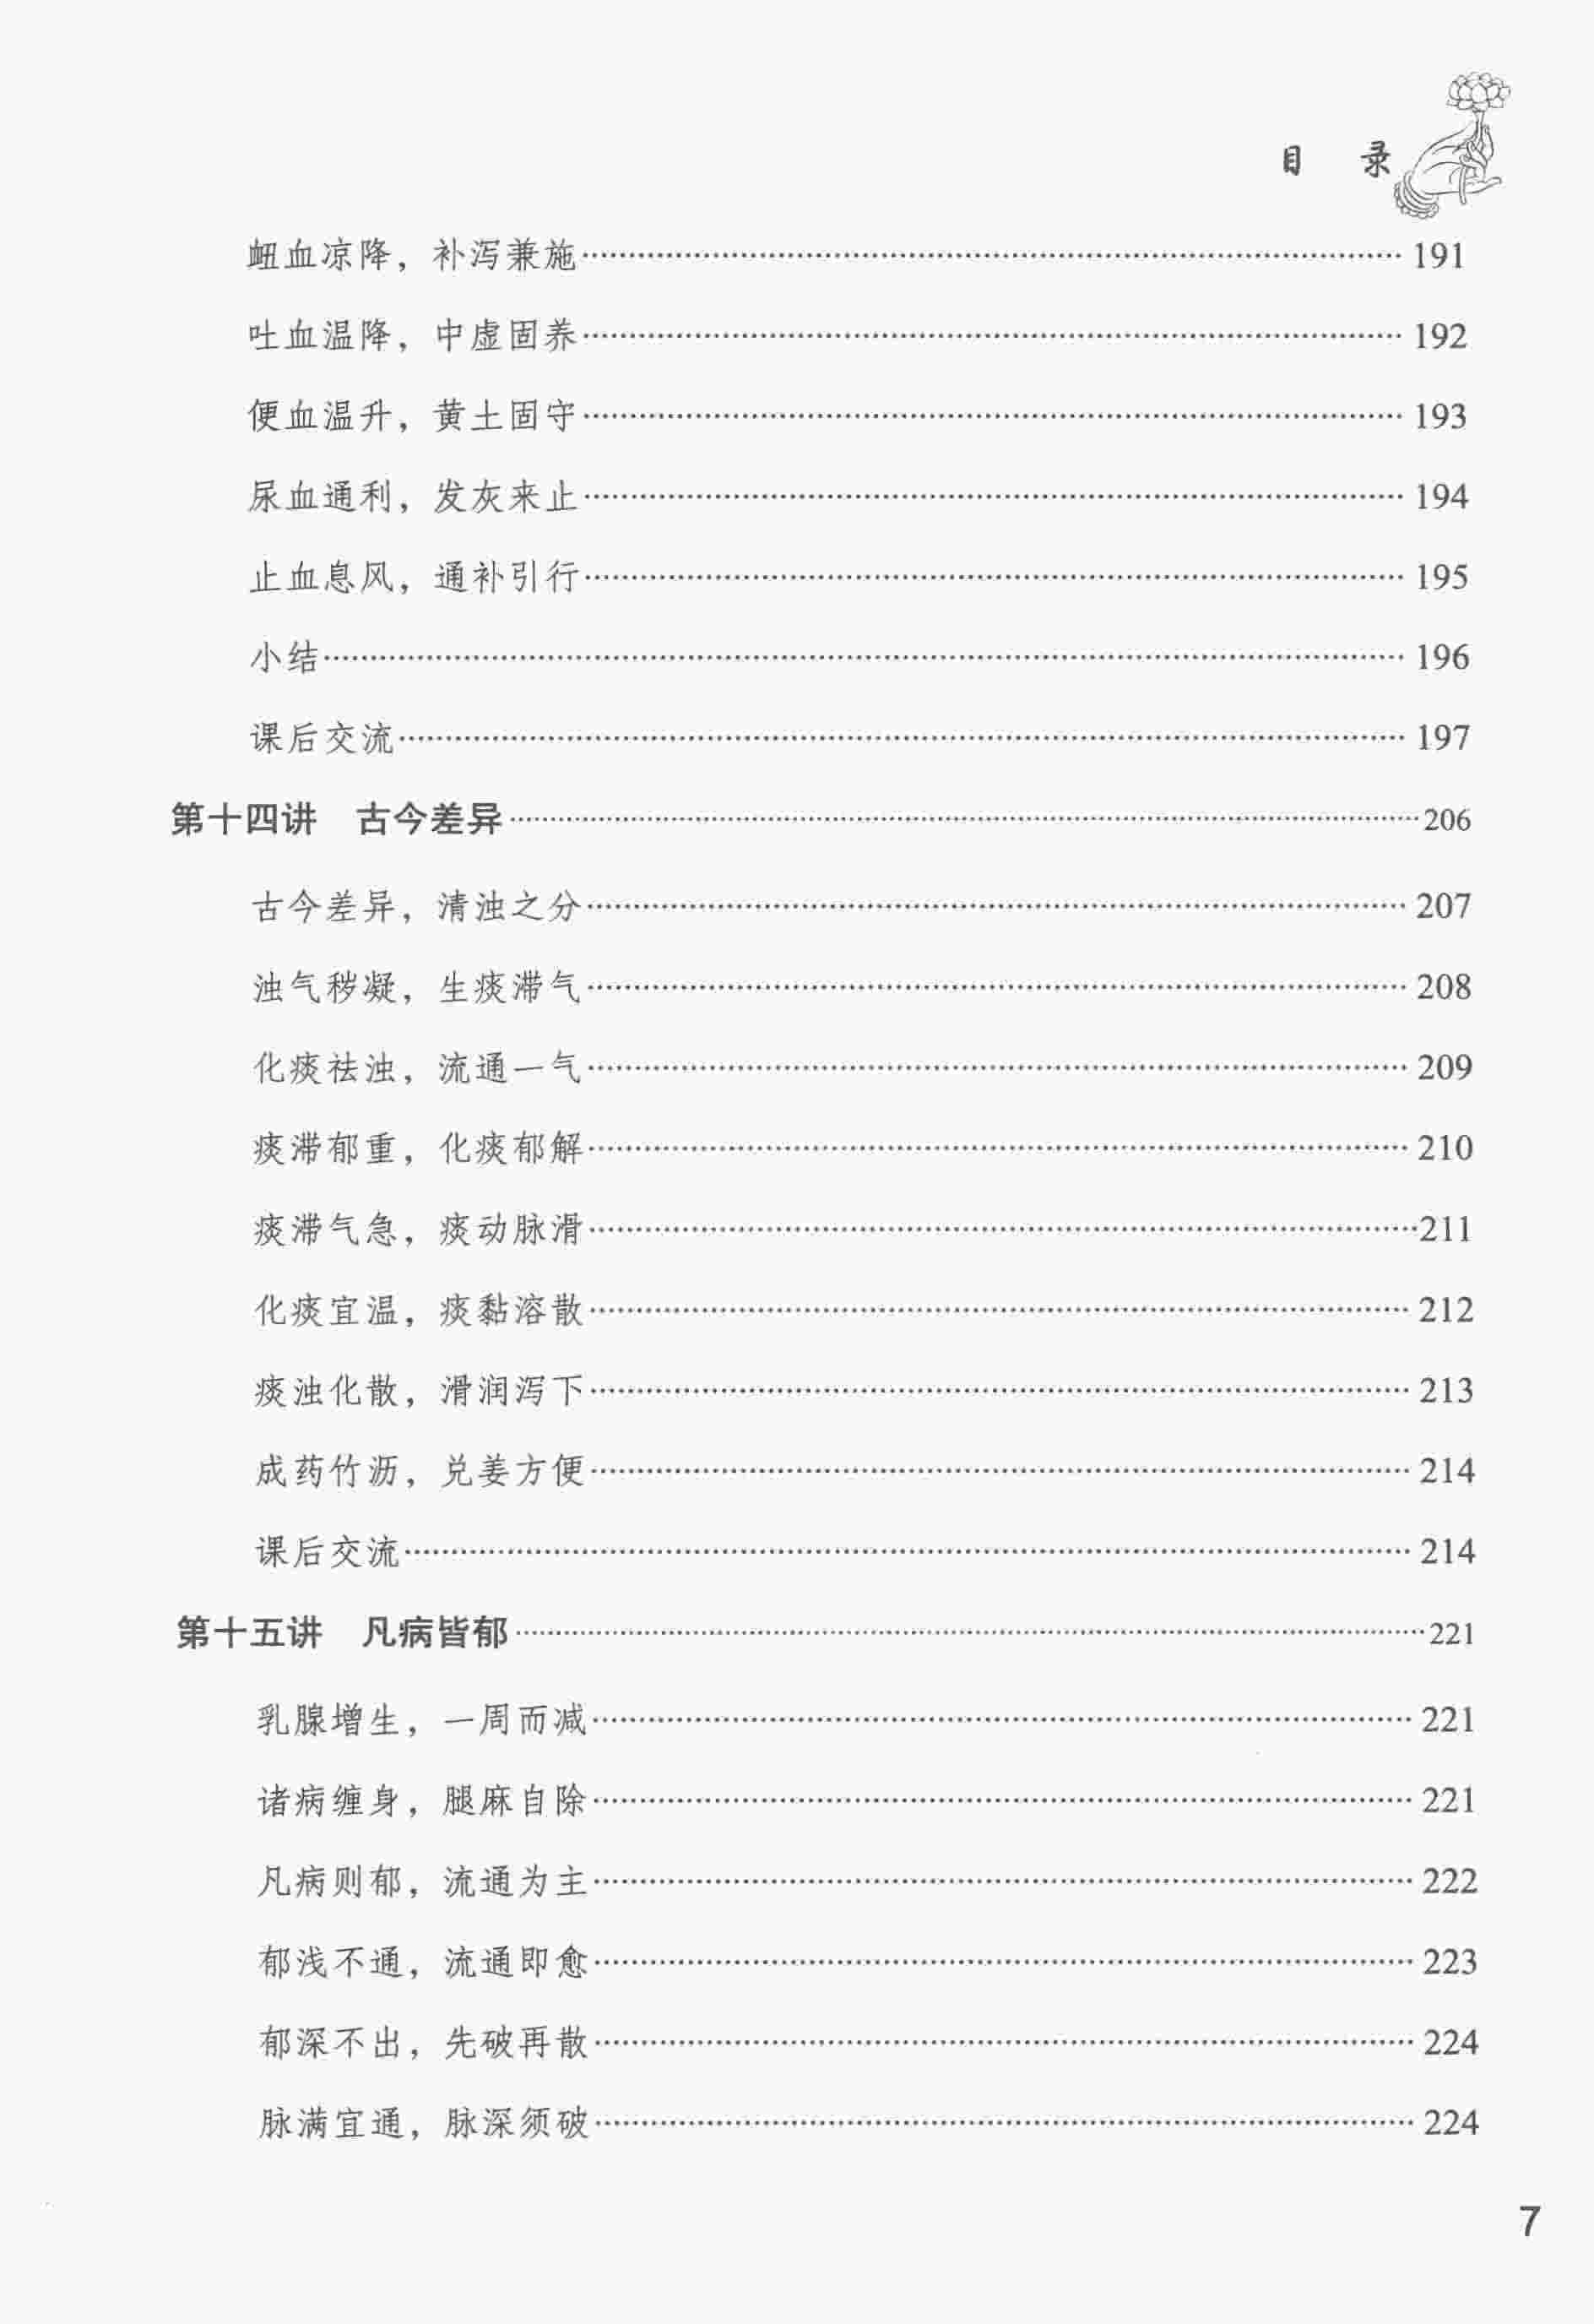 目 录
衄血凉降，补泻兼施…………191
吐血温降，中虚固养…………192
便血温升，黄土固守…………193
尿血通利，发灰来止…………194
止血息风，通补引行…………195
小结…………196
课后交流…………197
第十四讲 古今差异…………206
古今差异，清浊之分…………207
浊气秽凝，生痰滞气…………208
化痰祛浊，流通一气…………209
痰滞郁重，化痰郁解…………210
痰滞气急，痰动脉滑…………211
化痰宜温，痰黏溶散…………212
痰浊化散，滑润泻下…………213
成药竹沥，兑姜方便…………214
课后交流…………214
第十五讲 凡病皆郁…………221
乳腺增生，一周而减…………221
诸病缠身，腿麻自除…………221
凡病则郁，流通为主…………222
郁浅不通，流通即愈…………223
郁深不出，先破再散…………224
脉满宜通，脉深须破…………224
7